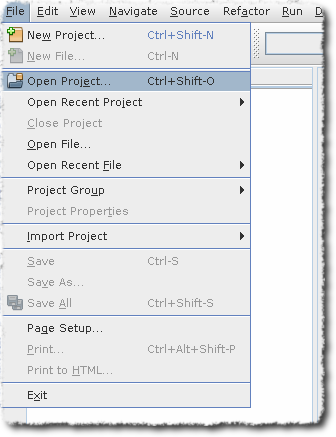 File Edit View Navigate Source Refactor Run D
New Project... Ctrl+Shift-N
New File... Ctrl-N
Open Project... Ctrl+Shift-O
Open Recent Project
Close Project
Open File...
Open Recent File
Project Group
Project Properties
Import Project
Save Ctrl-S
Save As...
Save All Ctrl+Shift-S
Page Setup...
Print... Ctrl+Alt+Shift-P
Print to HTML...
Exit